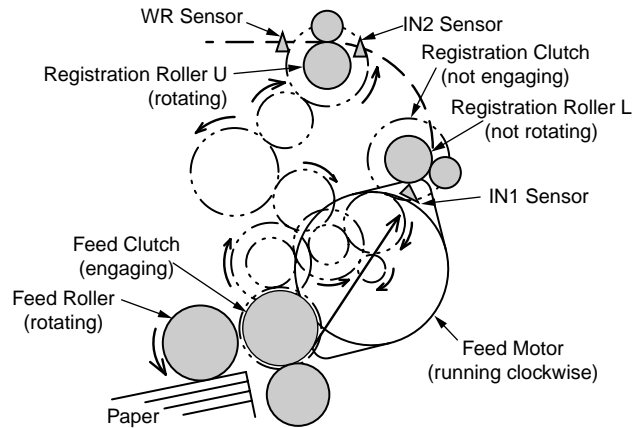 WR Sensor
IN2 Sensor
Registration Roller U
(rotating)
Registration Clutch
(not engaging)
Registration Roller L
(not rotating)
IN1 Sensor
Feed Clutch
(engaging)
Feed Roller
(rotating)
Feed Motor
(running clockwise)
Paper